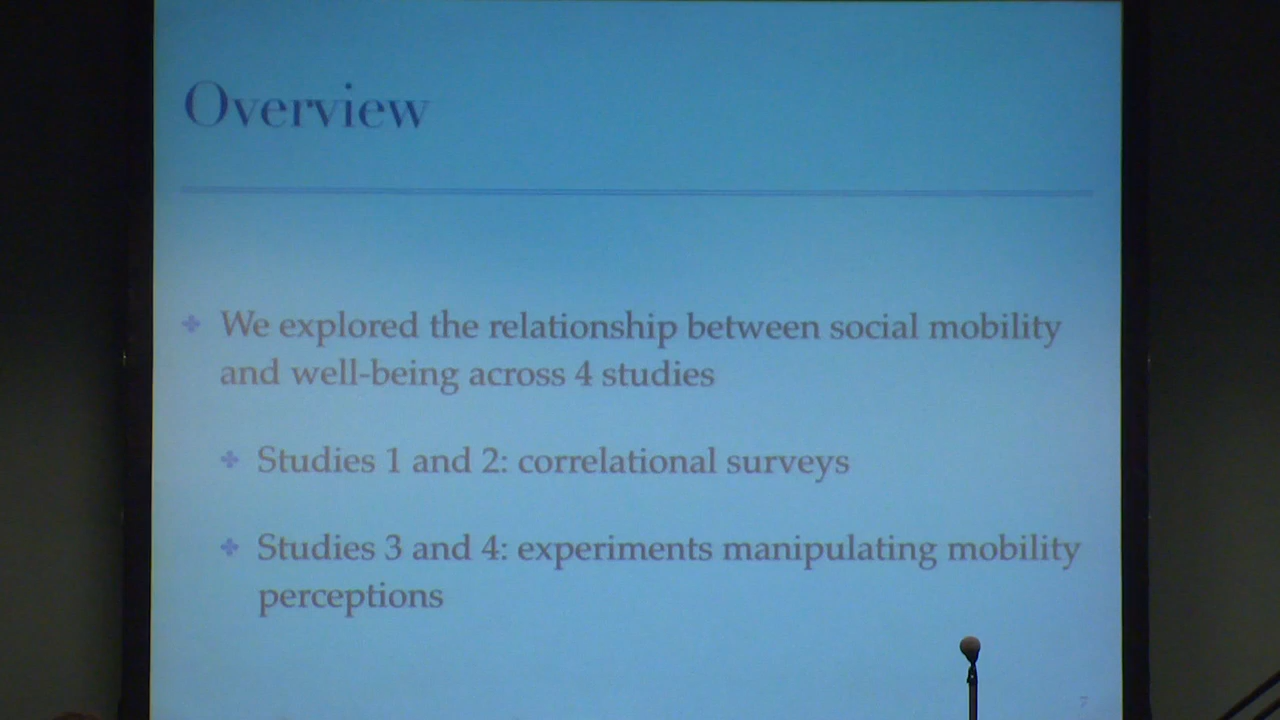 Overview
We explored the relationship between social mobility
and well-being across 4 studies
Studies 1 and 2: correlational surveys
Studies 3 and 4: experiments manipulating mobility
perceptions
7